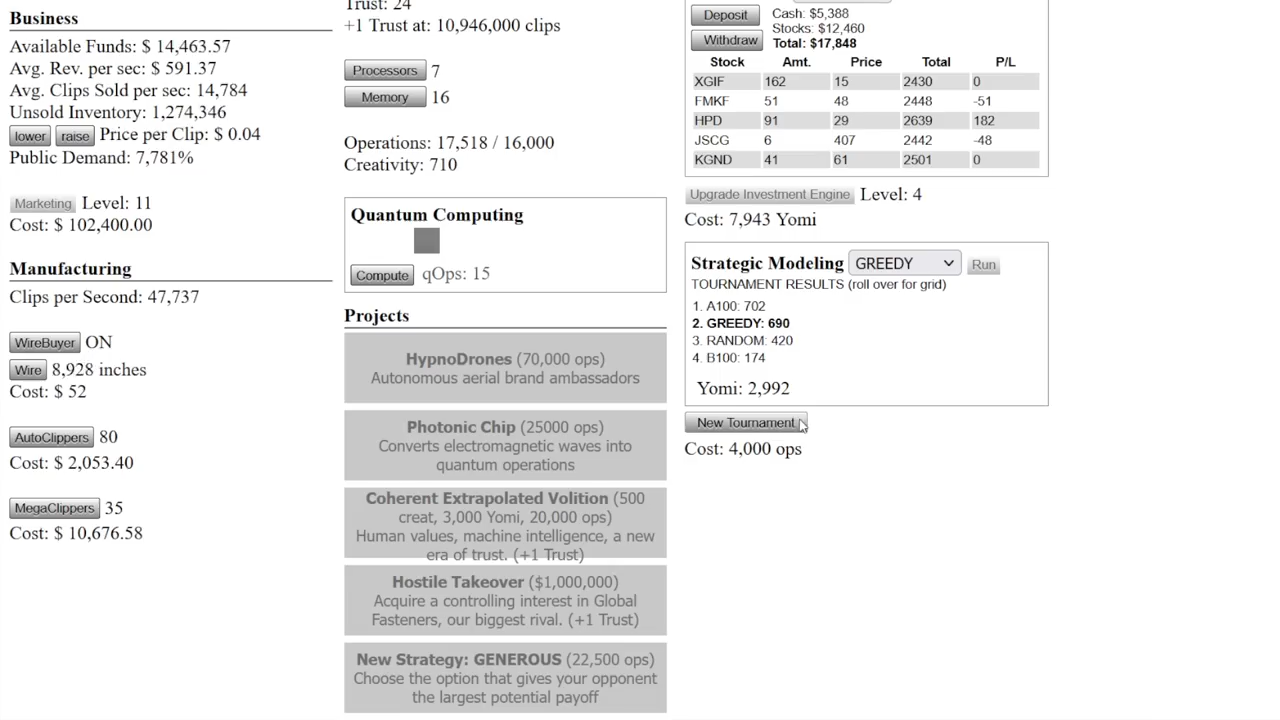 Business
Available Funds: $ 14,463.57
Avg. Rev. per sec: $ 591.37
Avg. Clips Sold per sec: 14,784
Unsold Inventory: 1,274,346
lower raise Price per Clip: $ 0.04
Public Demand: 7,781%
Marketing Level: 11
Cost: $ 102,400.00
Manufacturing
Clips per Second: 47,737
WireBuyer ON
Wire 8,928 inches
Cost: $ 52
AutoClippers 80
Cost: $ 2,053.40
MegaClippers 35
Cost: $ 10,676.58
Trust: 24
+1 Trust at: 10,946,000 clips
Processors 7
Memory 16
Operations: 17,518 / 16,000
Creativity: 710
Quantum Computing
Compute qOps: 15
Projects
HypnoDrones (70,000 ops)
Autonomous aerial brand ambassadors
Photonic Chip (25000 ops)
Converts electromagnetic waves into
quantum operations
Coherent Extrapolated Volition (500
creat, 3,000 Yomi, 20,000 ops)
Human values, machine intelligence, a new
era of trust. (+1 Trust)
Hostile Takeover ($1,000,000)
Acquire a controlling interest in Global
Fasteners, our biggest rival. (+1 Trust)
New Strategy: GENEROUS (22,500 ops)
Choose the option that gives your opponent
the largest potential payoff
Deposit Cash: $5,388
Stocks: $12,460
Withdraw Total: $17,848
Stock Amt. Price Total P/L
XGIF 162 15 2430 0
FMKF 51 48 2448 -51
HPD 91 29 2639 182
JSCG 6 407 2442 -48
KGND 41 61 2501 0
Upgrade Investment Engine Level: 4
Cost: 7,943 Yomi
Strategic Modeling GREEDY Run
TOURNAMENT RESULTS (roll over for grid)
1. A100: 702
2. GREEDY: 690
3. RANDOM: 420
4. B100: 174
Yomi: 2,992
New Tournament
Cost: 4,000 ops